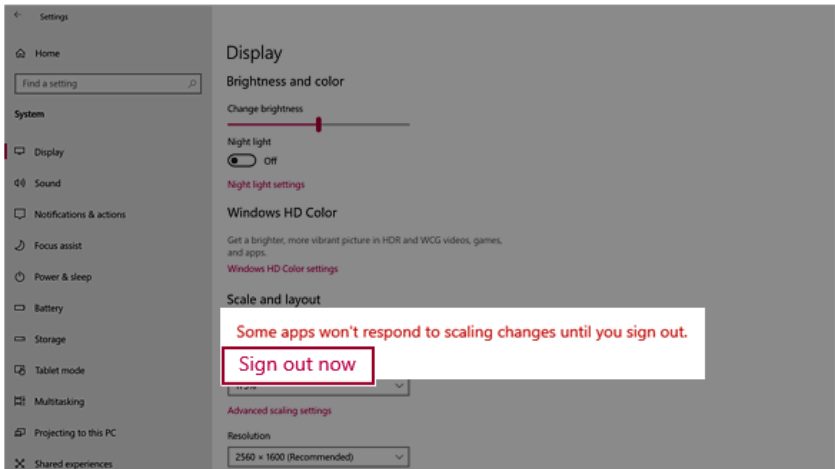 Settings
Home
Find a setting
System
Display
Sound
Notifications & actions
Focus assist
Power & sleep
Battery
Storage
Tablet mode
Multitasking
Projecting to this PC
Shared experiences
Display
Brightness and color
Change brightness
Night light
Off
Night light settings
Windows HD Color
Get a brighter, more vibrant picture in HDR and WCG videos, games,
and apps.
Windows HD Color settings
Scale and layout
Some apps won't respond to scaling changes until you sign out.
Sign out now
Advanced scaling settings
Resolution
2560 × 1600 (Recommended)